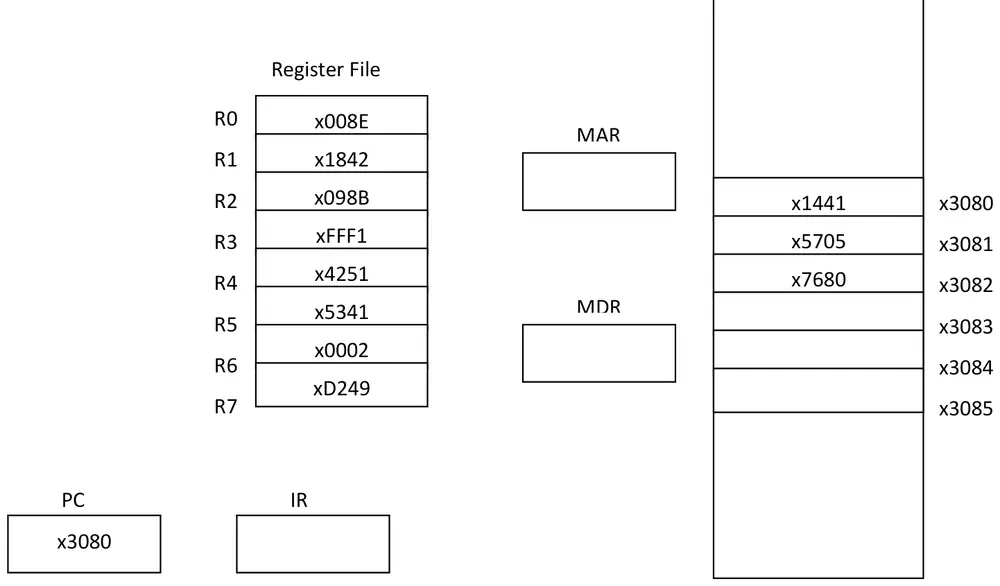 Register File
R0 x008E
MAR
R1 x1842
R2 x098B
x1441 x3080
R3 xFFF1
x5705 x3081
R4 x4251
x7680 x3082
R5 x5341
MDR
x3083
R6 x0002
x3084
R7 xD249
x3085
PC
IR
x3080